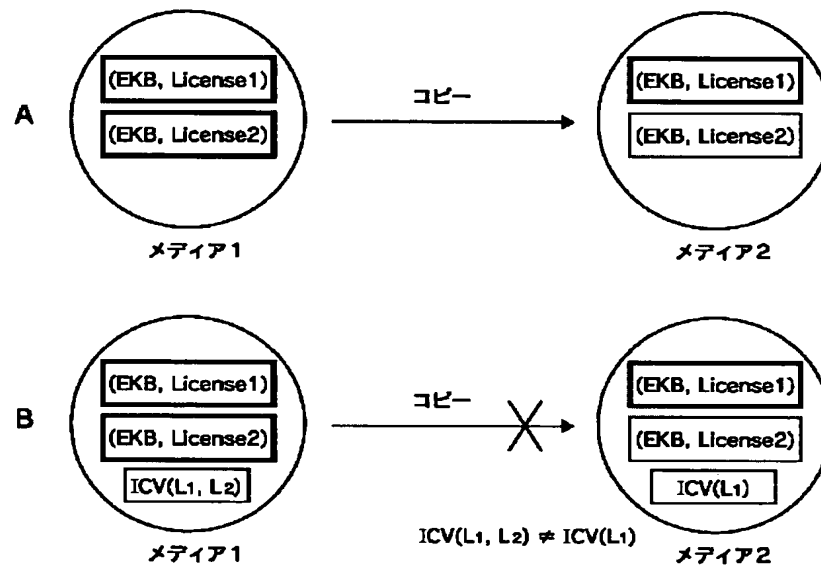 A
(EKB, License1)
(EKB, License2)
メディア1
コピー
(EKB, License1)
(EKB, License2)
メディア2
B
(EKB, License1)
(EKB, License2)
ICV(L1, L2)
メディア1
コピー
ICV(L1, L2) ≠ ICV(L1)
(EKB, License1)
(EKB, License2)
ICV(L1)
メディア2